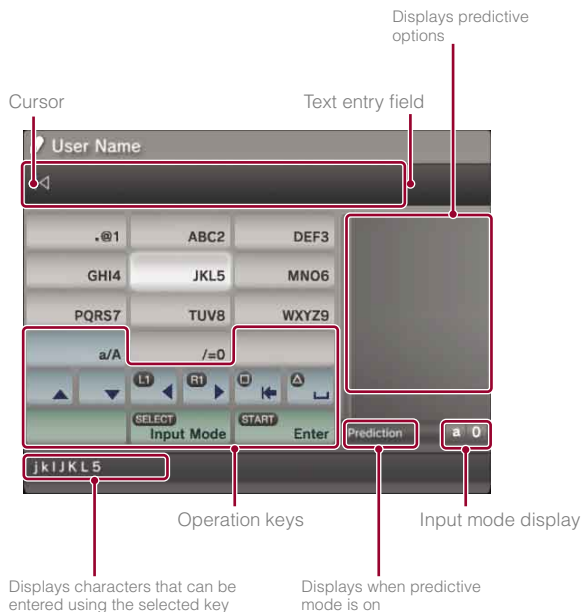 Displays predictive
options
Cursor
Text entry field
User Name
.@1 ABC2 DEF3
GHI4 JKL5 MNO6
PQRS7 TUV8 WXYZ9
a/A /=0
L1 R1
SELECT Input Mode START Enter
Prediction a 0
jklJKL5
Operation keys
Input mode display
Displays characters that can be
entered using the selected key
Displays when predictive
mode is on